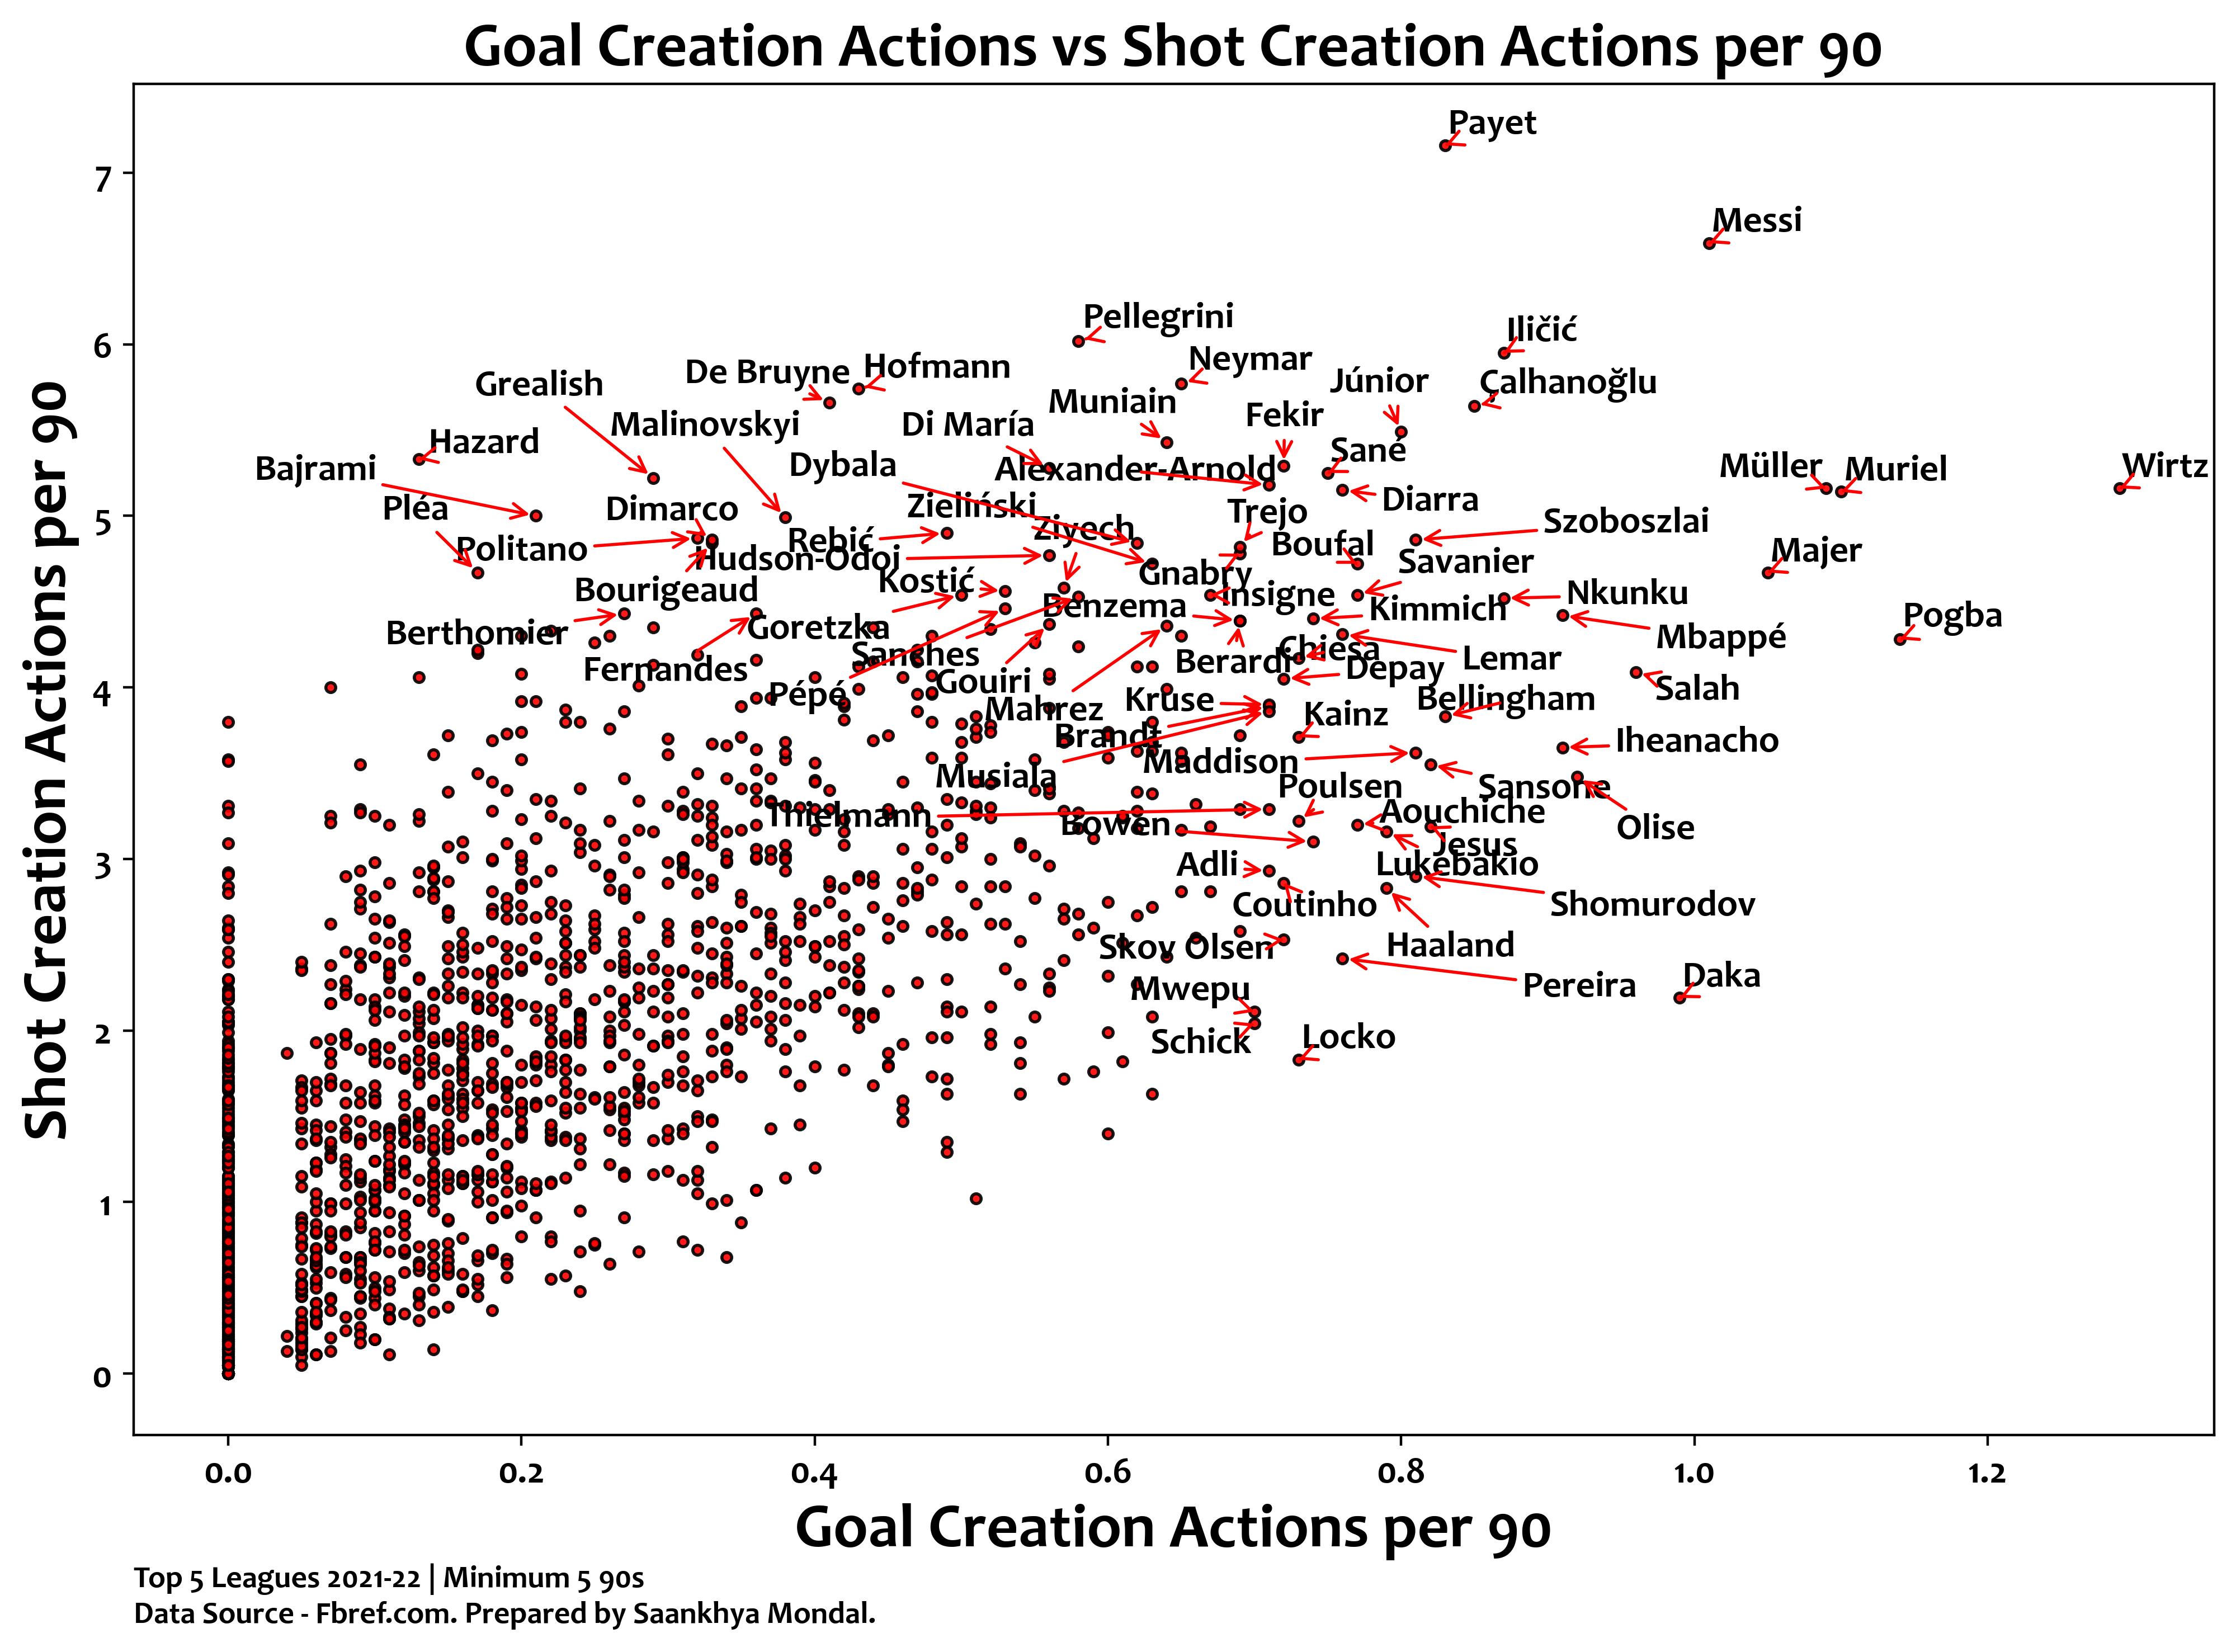 Goal Creation Actions vs Shot Creation Actions per 90
Shot Creation Actions per 90
7
6
5
4
3
2
1
0
Payet
Messi
Pellegrini
Iličić
Neymar
De Bruyne
Hofmann
Grealish
Júnior
Çalhanoğlu
Muniain
Malinovskyi
Di María
Fekir
Hazard
Sané
Bajrami
Dybala
Alexander-Arnold
Müller
Muriel
Wirtz
Pléa
Dimarco
Zieliński
Diarra
Trejo
Szoboszlai
Ziyech
Rebić
Boufal
Politano
Hudson-Odoi
Savanier
Majer
Gnabry
Kostić
Bourigeaud
Insigne
Nkunku
Benzema
Kimmich
Pogba
Berthomier
Goretzka
Mbappé
Sanches
Chiesa
Berardi
Lemar
Fernandes
Depay
Gouiri
Pépé
Salah
Kruse
Bellingham
Mahrez
Kainz
Brandt
Iheanacho
Maddison
Musiala
Poulsen
Sansone
Thielmann
Bowen
Aouchiche
Olise
Jesus
Adli
Lukebakio
Coutinho
Shomurodov
Skov Olsen
Haaland
Mwepu
Pereira
Daka
Schick
Locko
0.0 0.2 0.4 0.6 0.8 1.0 1.2
Goal Creation Actions per 90
Top 5 Leagues 2021-22 | Minimum 5 90s
Data Source - Fbref.com. Prepared by Saankhya Mondal.